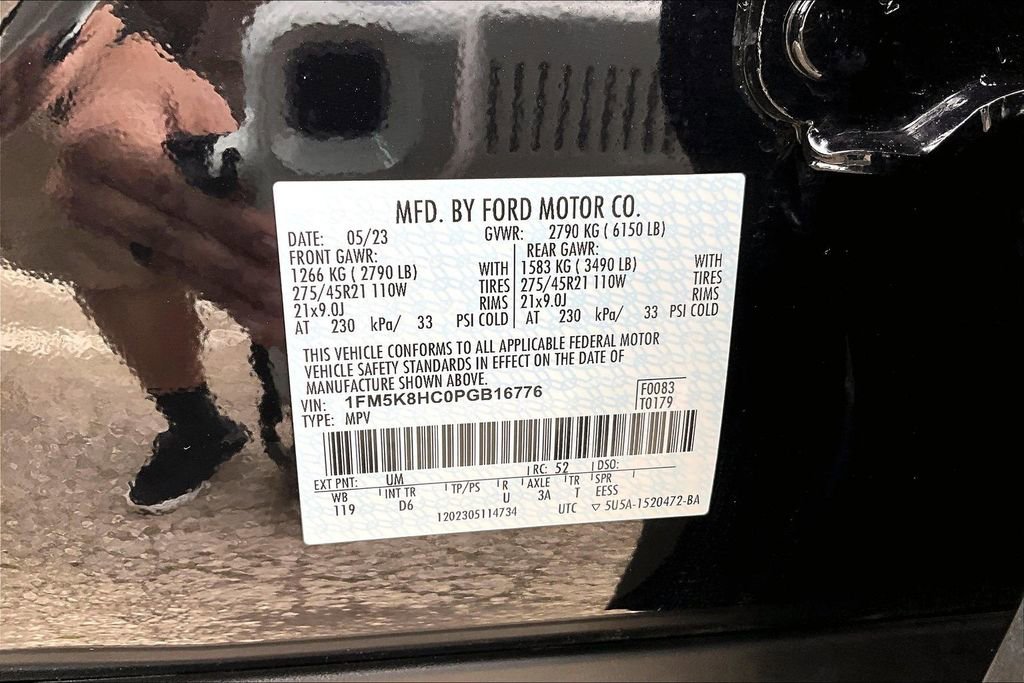 MFD. BY FORD MOTOR CO.
DATE: 05/23 GVWR: 2790 KG ( 6150 LB)
FRONT GAWR: REAR GAWR:
1266 KG ( 2790 LB) WITH 1583 KG ( 3490 LB) WITH
275/45R21 110W TIRES 275/45R21 110W TIRES
21x9.0J RIMS 21x9.0J RIMS
AT 230 kPa/ 33 PSI COLD AT 230 kPa/ 33 PSI COLD
THIS VEHICLE CONFORMS TO ALL APPLICABLE FEDERAL MOTOR
VEHICLE SAFETY STANDARDS IN EFFECT ON THE DATE OF
MANUFACTURE SHOWN ABOVE.
VIN: 1FM5K8HC0PGB16776 F0083
TYPE: MPV T0179
EXT PNT: UM RC: 52 DSO:
WB INT TR TP/PS R AXLE TR SPR
119 D6 U 3A T EESS
1202305114734 UTC ▽ 5U5A-1520472-BA